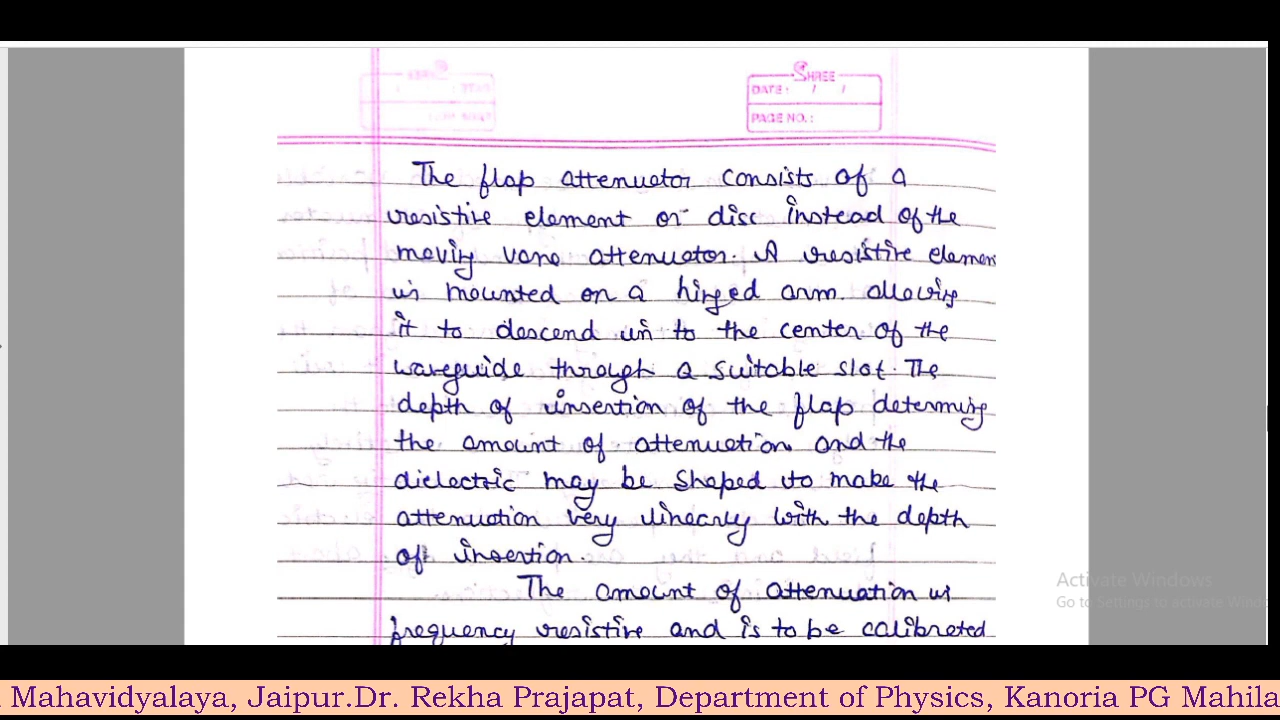 SHREE
DATE: / /
PAGE NO.:
The flap attenuator consists of a
resistive element or disc instead of the
moving vane attenuator. A resistive elemen
is mounted on a hinged arm allowing
it to descend in to the center of the
waveguide through a suitable slot. The
depth of insertion of the flap determing
the amount of attenuation and the
dielectric may be shaped to make the
attenuation very linearly with the depth
of insertion.
The amount of attenuation is
frequency resistive and is to be calibrated
Activate Windows
Go to Settings to activate Windo
Mahavidyalaya, Jaipur.Dr. Rekha Prajapat, Department of Physics, Kanoria PG Mahila